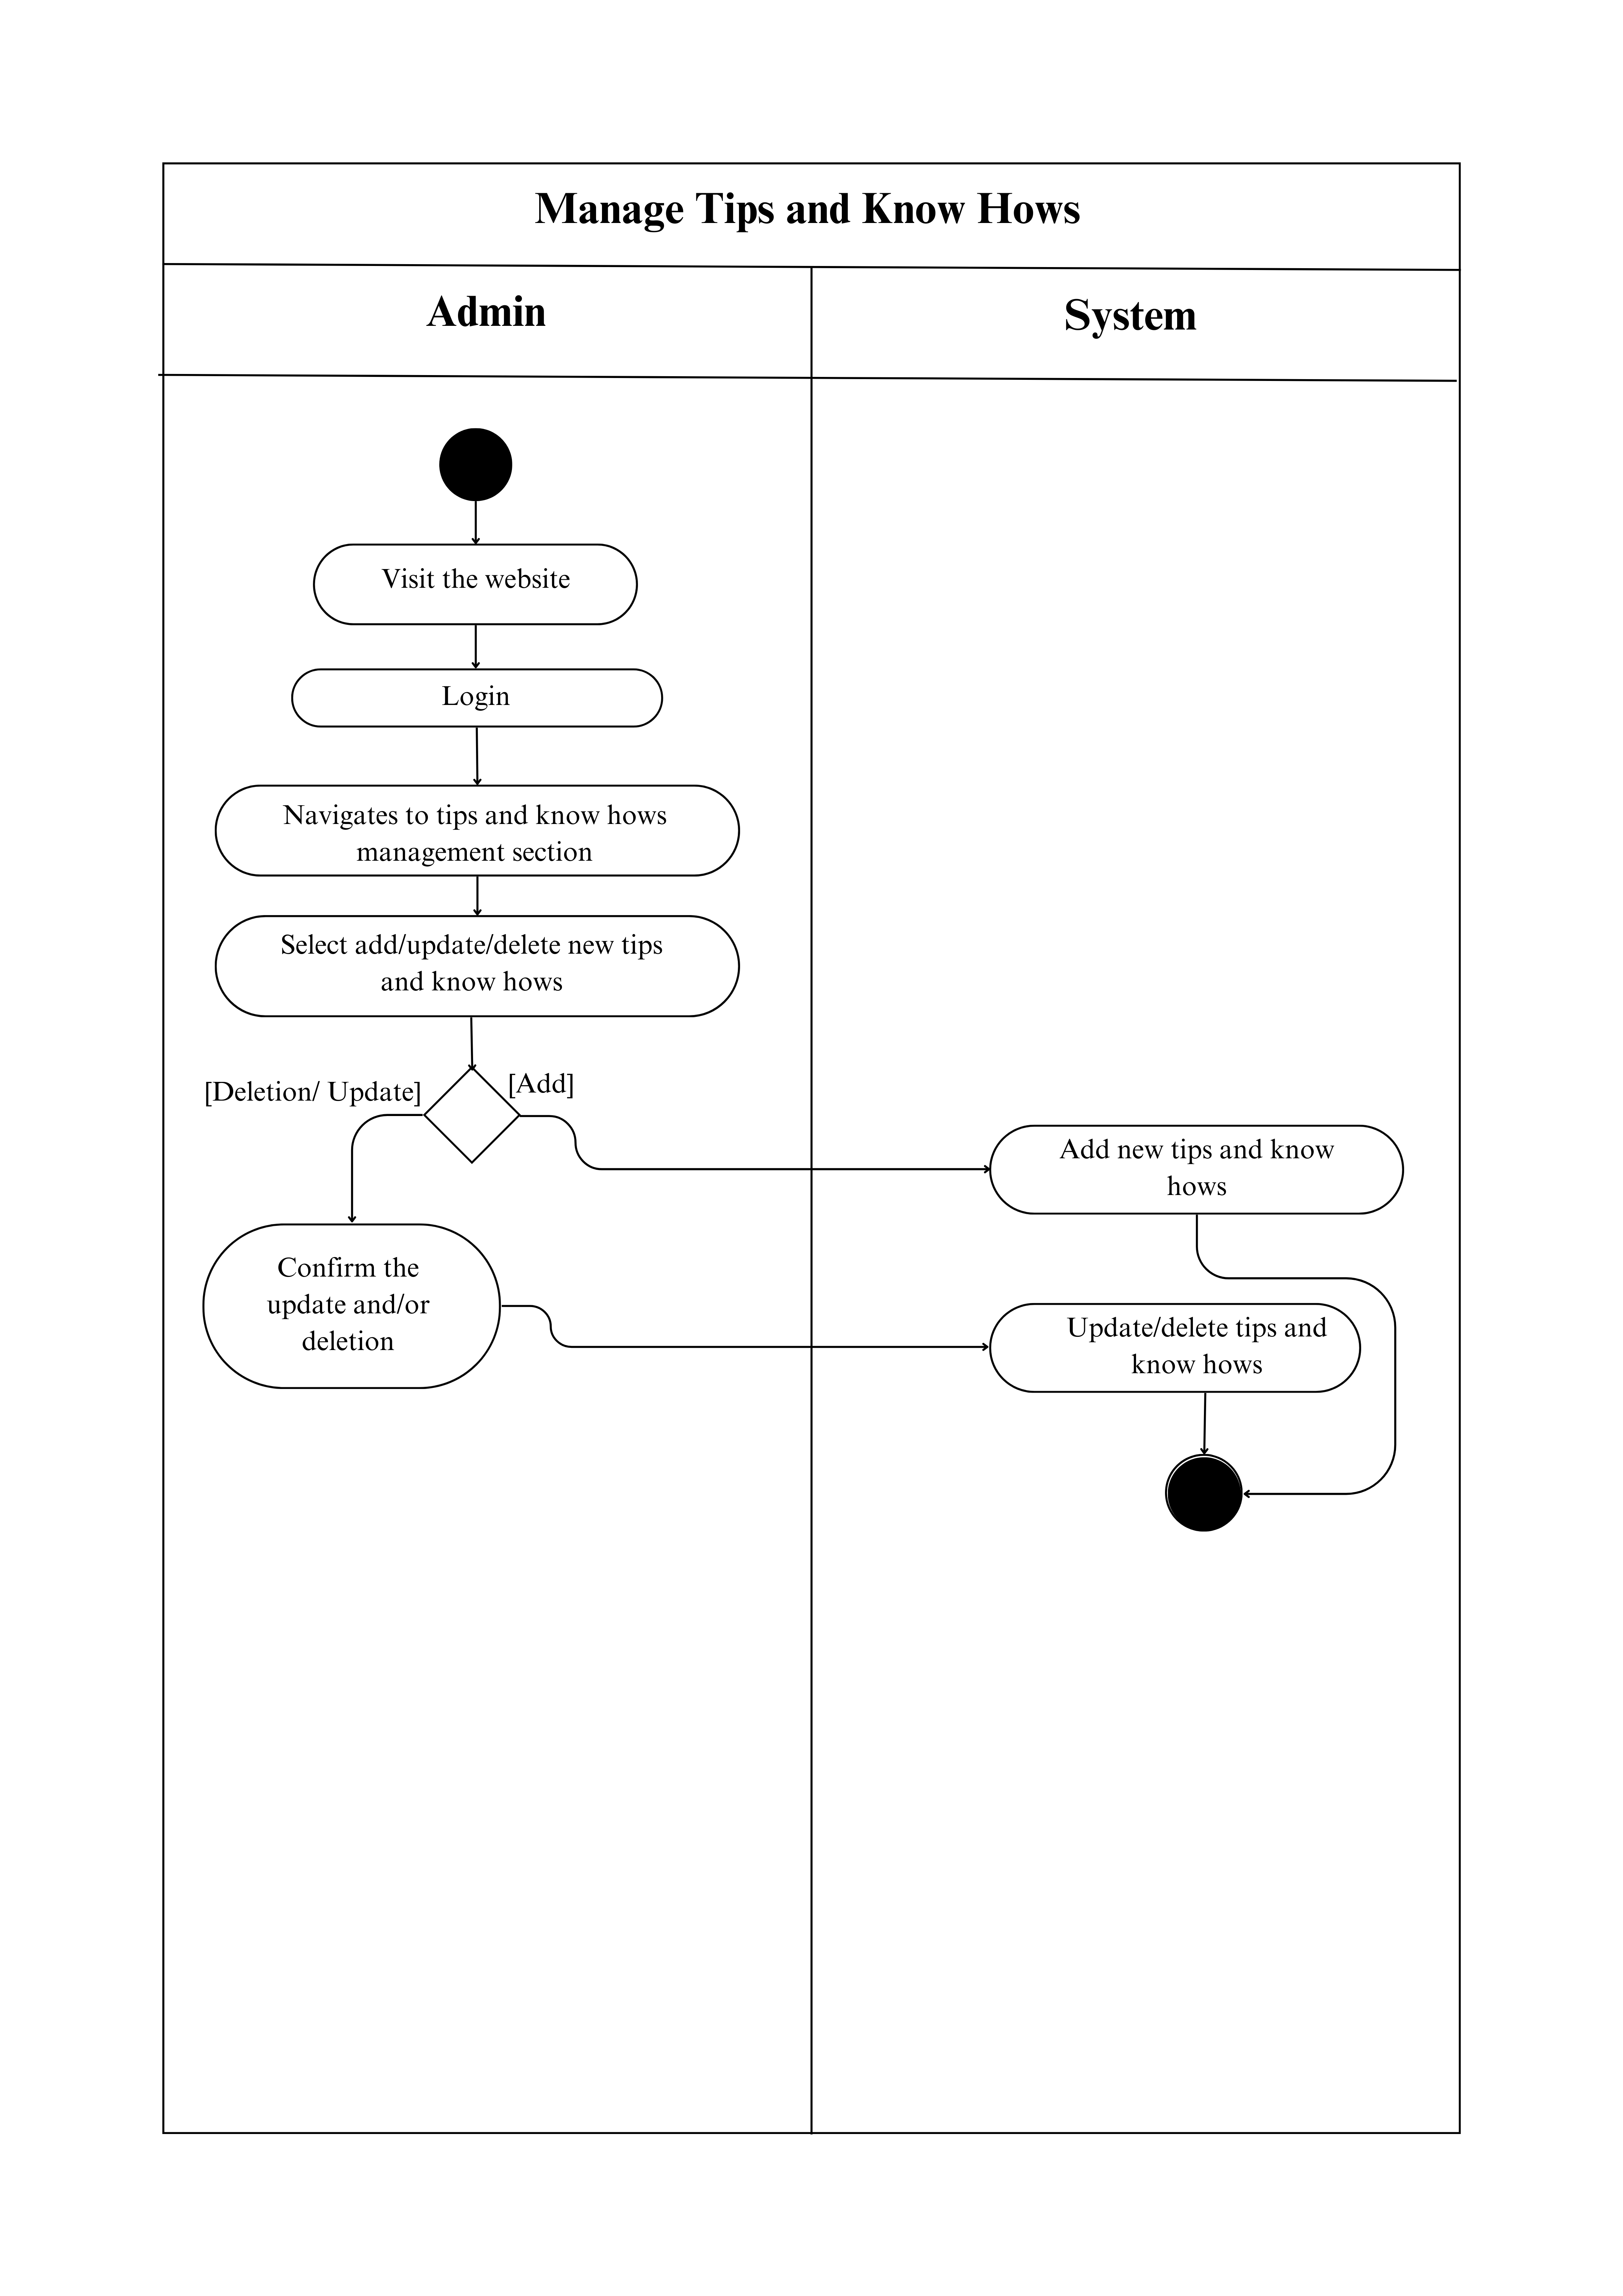 Manage Tips and Know Hows
Admin
System
Visit the website
Login
Navigates to tips and know hows
management section
Select add/update/delete new tips
and know hows
[Deletion/ Update]
[Add]
Add new tips and know
hows
Confirm the
update and/or
deletion
Update/delete tips and
know hows